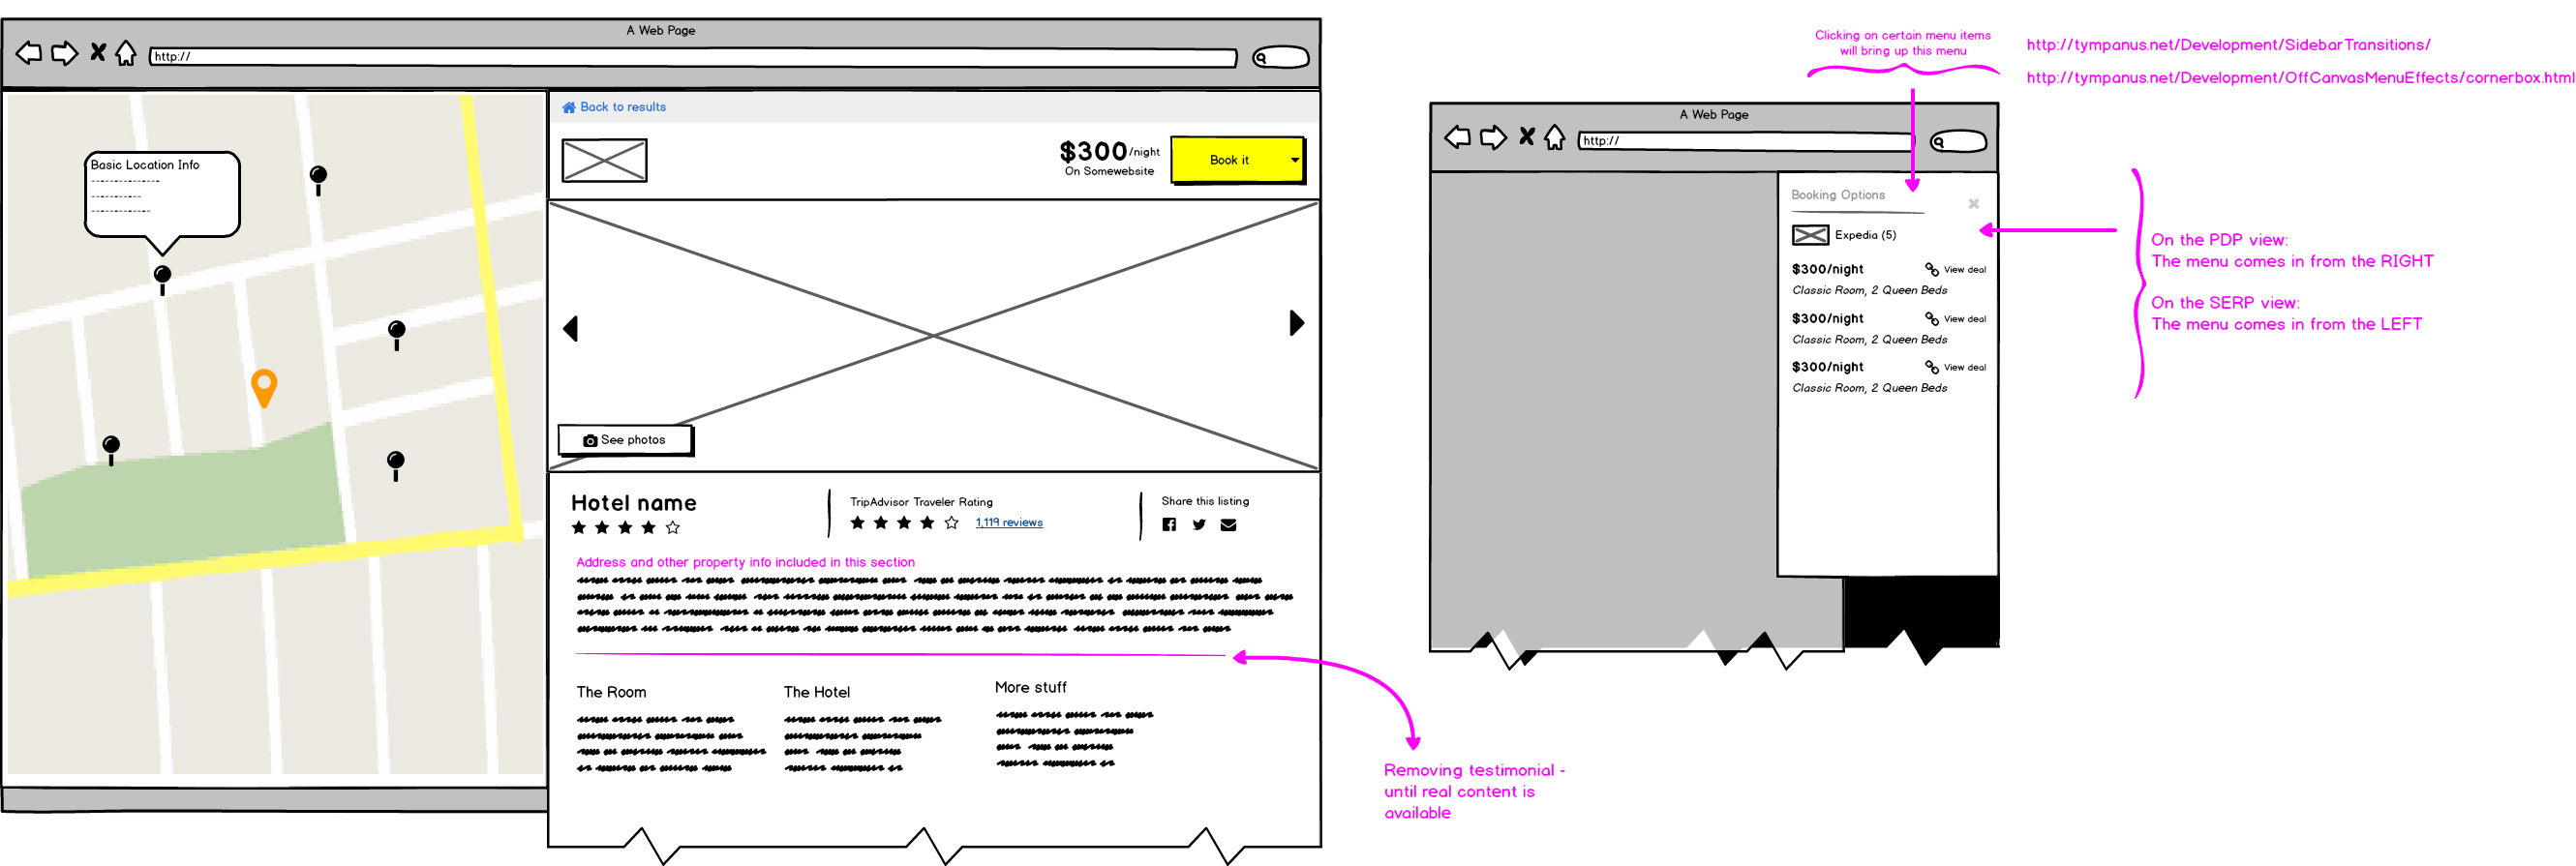 A Web Page
http://
Basic Location Info
Back to results
$300/night
On Somewebsite
Book it
See photos
Hotel name
TripAdvisor Traveler Rating
1,119 reviews
Share this listing
Address and other property info included in this section
The Room
The Hotel
More stuff
Removing testimonial -
until real content is
available
Clicking on certain menu items
will bring up this menu
http://tympanus.net/Development/SidebarTransitions/
http://tympanus.net/Development/OffCanvasMenuEffects/cornerbox.html
A Web Page
http://
Booking Options
Expedia (5)
$300/night View deal
Classic Room, 2 Queen Beds
$300/night View deal
Classic Room, 2 Queen Beds
$300/night View deal
Classic Room, 2 Queen Beds
On the PDP view:
The menu comes in from the RIGHT
On the SERP view:
The menu comes in from the LEFT